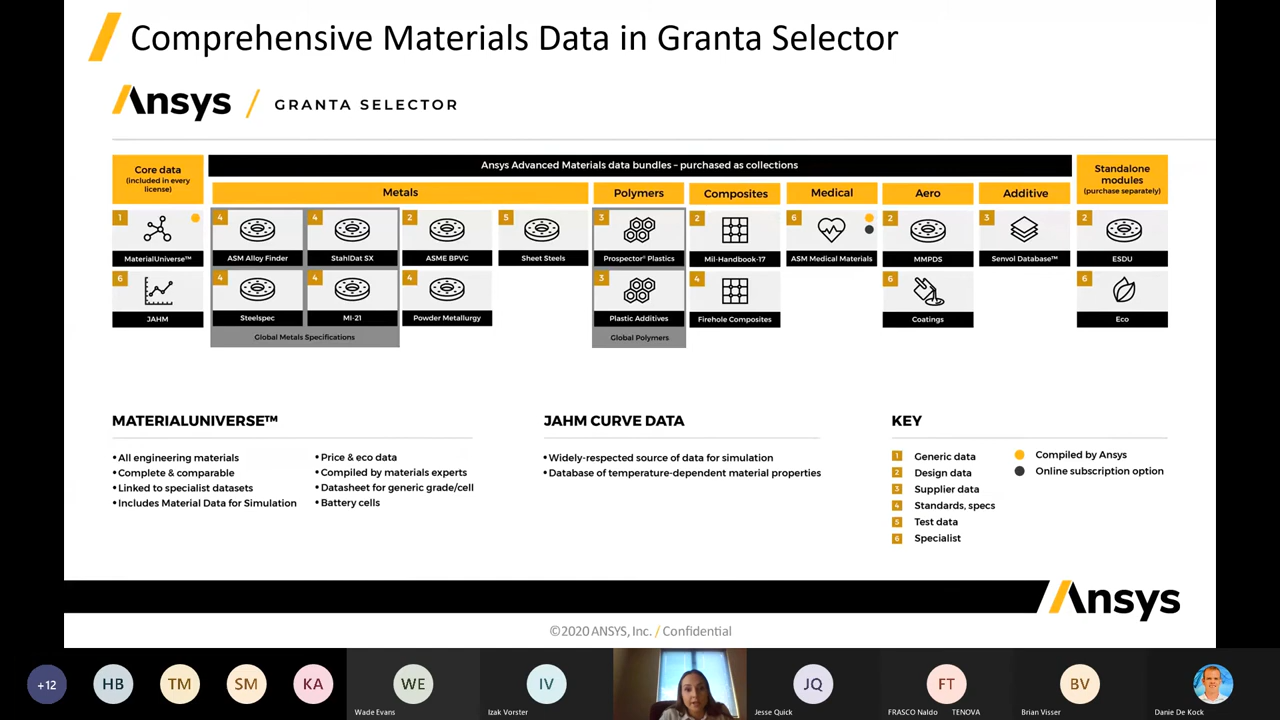 Comprehensive Materials Data in Granta Selector
Ansys / GRANTA SELECTOR
Core data
(included in every
license)
Ansys Advanced Materials data bundles – purchased as collections
Standalone
modules
(purchase separately)
Metals
Polymers
Composites
Medical
Aero
Additive
1
MaterialUniverse™
4
ASM Alloy Finder
4
StahlDat SX
2
ASME BPVC
5
Sheet Steels
3
Prospector® Plastics
2
Mil-Handbook-17
6
ASM Medical Materials
2
MMPDS
3
Senvol Database™
2
ESDU
6
JAHM
4
Steelspec
4
MI-21
4
Powder Metallurgy
3
Plastic Additives
4
Firehole Composites
6
Coatings
6
Eco
Global Metals Specifications
Global Polymers
MATERIALUNIVERSE™
• All engineering materials
• Complete & comparable
• Linked to specialist datasets
• Includes Material Data for Simulation
• Price & eco data
• Compiled by materials experts
• Datasheet for generic grade/cell
• Battery cells
JAHM CURVE DATA
• Widely-respected source of data for simulation
• Database of temperature-dependent material properties
KEY
1 Generic data
2 Design data
3 Supplier data
4 Standards, specs
5 Test data
6 Specialist
Compiled by Ansys
Online subscription option
Ansys
©2020 ANSYS, Inc. / Confidential
+12
HB
TM
SM
KA
WE
Wade Evans
IV
Izak Vorster
JQ
Jesse Quick
FT
FRASCO Naldo TENOVA
BV
Brian Visser
Danie De Kock